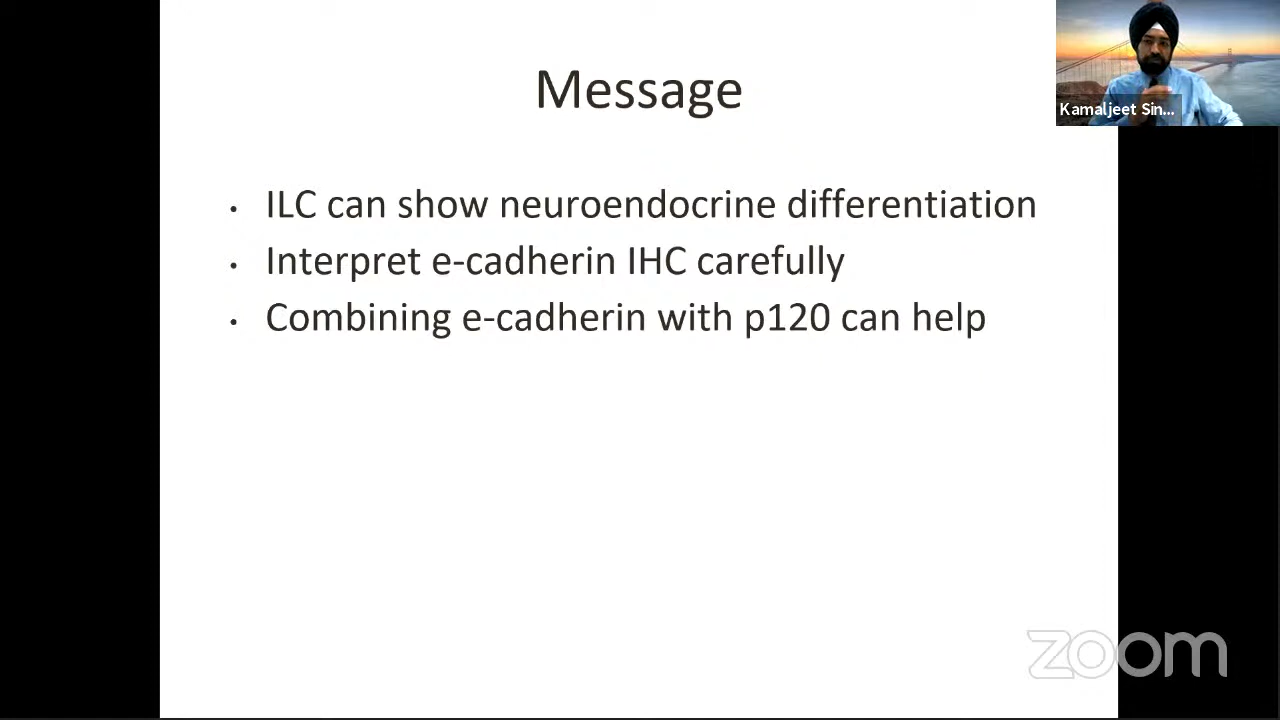 Message
Kamaljeet Sin...
• ILC can show neuroendocrine differentiation
• Interpret e-cadherin IHC carefully
• Combining e-cadherin with p120 can help
zoom